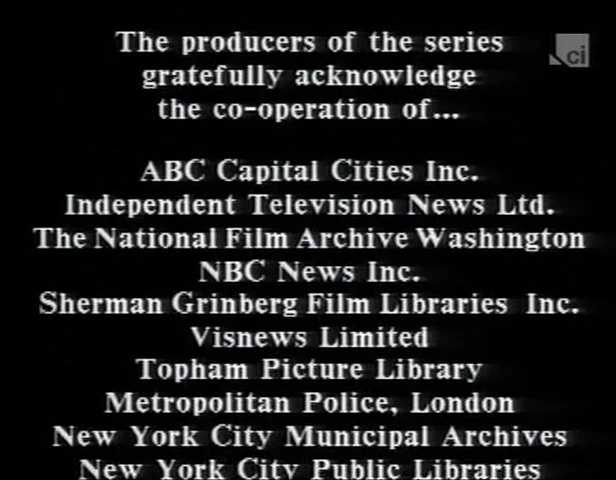 The producers of the series
gratefully acknowledge
the co-operation of...
ci
ABC Capital Cities Inc.
Independent Television News Ltd.
The National Film Archive Washington
NBC News Inc.
Sherman Grinberg Film Libraries Inc.
Visnews Limited
Topham Picture Library
Metropolitan Police, London
New York City Municipal Archives
New York City Public Libraries